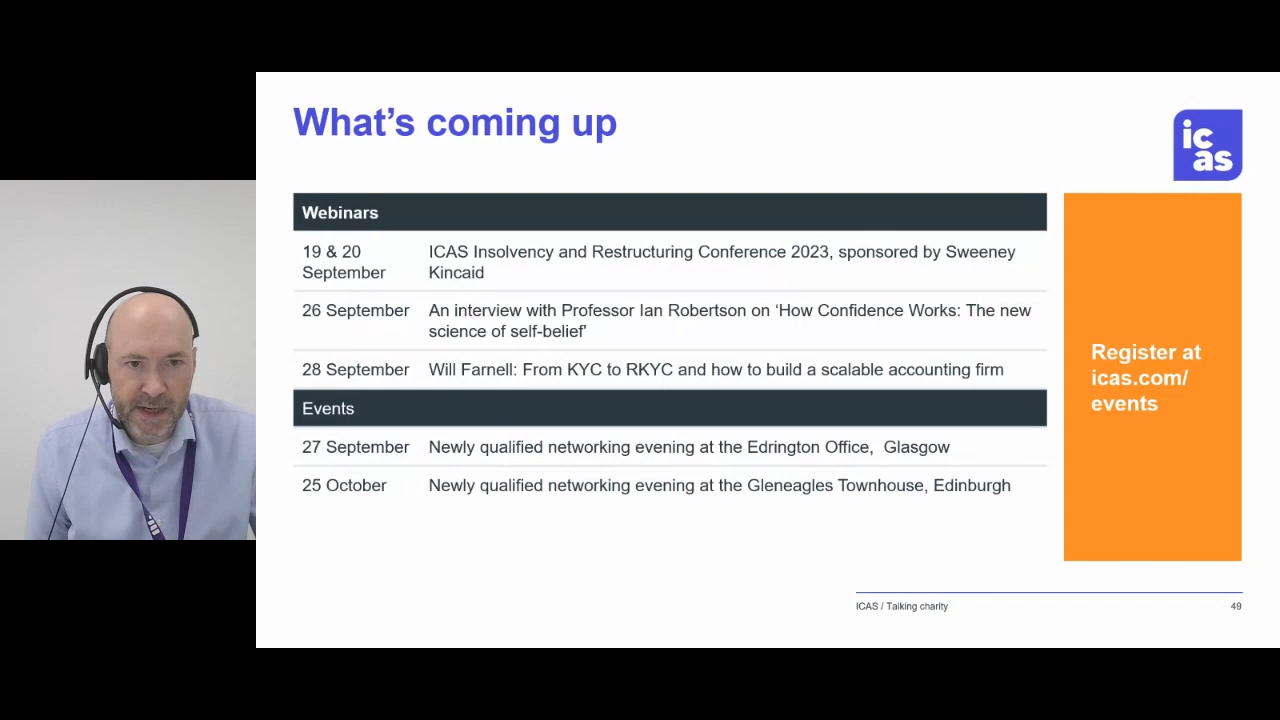 What's coming up
ic
as
Webinars
19 & 20
September
ICAS Insolvency and Restructuring Conference 2023, sponsored by Sweeney
Kincaid
26 September
An interview with Professor Ian Robertson on ‘How Confidence Works: The new
science of self-belief'
28 September
Will Farnell: From KYC to RKYC and how to build a scalable accounting firm
Events
27 September
Newly qualified networking evening at the Edrington Office,  Glasgow
25 October
Newly qualified networking evening at the Gleneagles Townhouse, Edinburgh
Register at
icas.com/
events
ICAS / Talking charity
49